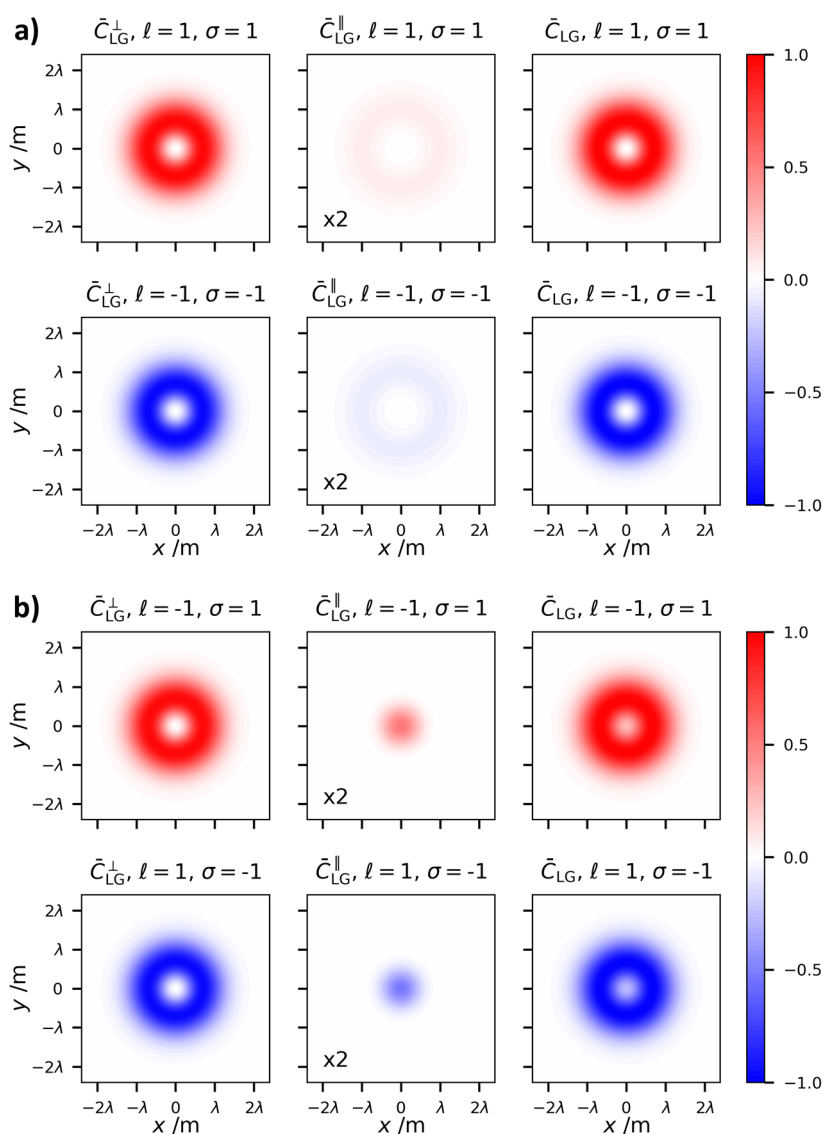 a)
C̄⊥LG, ℓ = 1, σ = 1
C̄∥LG, ℓ = 1, σ = 1
C̄LG, ℓ = 1, σ = 1
2λ
λ
0
−λ
−2λ
y /m
x2
1.0
0.5
0.0
−0.5
−1.0
C̄⊥LG, ℓ = -1, σ = -1
C̄∥LG, ℓ = -1, σ = -1
C̄LG, ℓ = -1, σ = -1
2λ
λ
0
−λ
−2λ
y /m
x2
−2λ −λ 0 λ 2λ
−2λ −λ 0 λ 2λ
−2λ −λ 0 λ 2λ
x /m
x /m
x /m
b)
C̄⊥LG, ℓ = -1, σ = 1
C̄∥LG, ℓ = -1, σ = 1
C̄LG, ℓ = -1, σ = 1
2λ
λ
0
−λ
−2λ
y /m
x2
1.0
0.5
0.0
−0.5
−1.0
C̄⊥LG, ℓ = 1, σ = -1
C̄∥LG, ℓ = 1, σ = -1
C̄LG, ℓ = 1, σ = -1
2λ
λ
0
−λ
−2λ
y /m
x2
−2λ −λ 0 λ 2λ
−2λ −λ 0 λ 2λ
−2λ −λ 0 λ 2λ
x /m
x /m
x /m